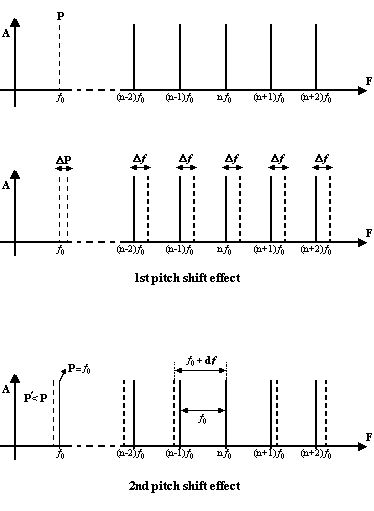 P
A
F
f0
(n-2)f0
(n-1)f0
nf0
(n+1)f0
(n+2)f0
ΔP
Δf
Δf
Δf
Δf
Δf
A
F
f0
(n-2)f0
(n-1)f0
nf0
(n+1)f0
(n+2)f0
1st pitch shift effect
f0 + df
P = f0
P'< P
A
f0
F
f0
(n-2)f0
(n-1)f0
nf0
(n+1)f0
(n+2)f0
2nd pitch shift effect